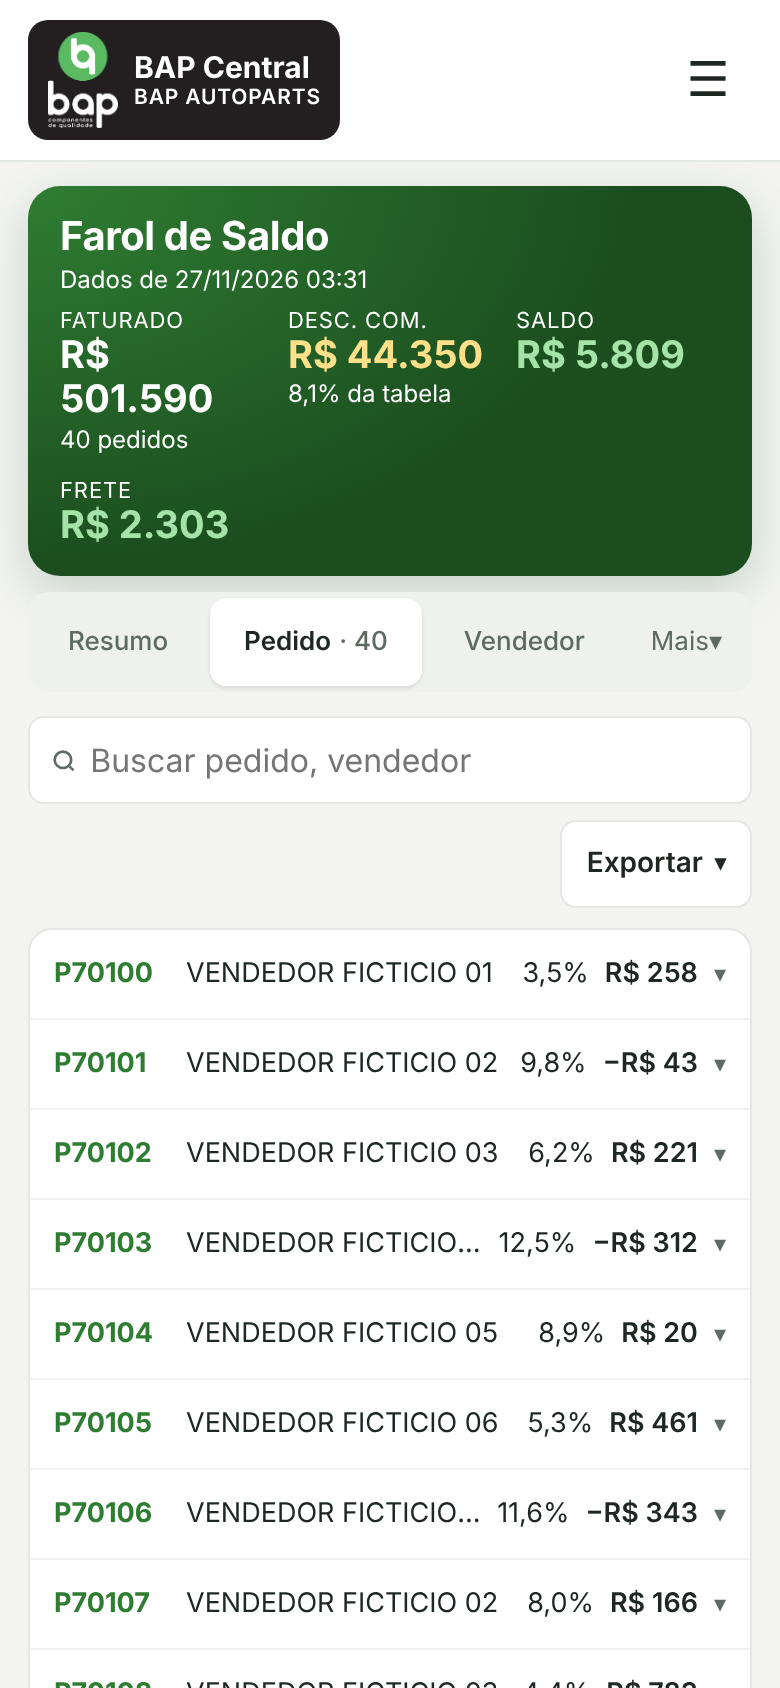 bap
componentes
de qualidade
BAP Central
BAP AUTOPARTS
Farol de Saldo
Dados de 27/11/2026 03:31
FATURADO
R$
501.590
40 pedidos
DESC. COM.
R$ 44.350
8,1% da tabela
SALDO
R$ 5.809
FRETE
R$ 2.303
Resumo
Pedido · 40
Vendedor
Mais▾
Buscar pedido, vendedor
Exportar ▾
P70100 VENDEDOR FICTICIO 01 3,5% R$ 258 ▾
P70101 VENDEDOR FICTICIO 02 9,8% −R$ 43 ▾
P70102 VENDEDOR FICTICIO 03 6,2% R$ 221 ▾
P70103 VENDEDOR FICTICIO... 12,5% −R$ 312 ▾
P70104 VENDEDOR FICTICIO 05 8,9% R$ 20 ▾
P70105 VENDEDOR FICTICIO 06 5,3% R$ 461 ▾
P70106 VENDEDOR FICTICIO... 11,6% −R$ 343 ▾
P70107 VENDEDOR FICTICIO 02 8,0% R$ 166 ▾